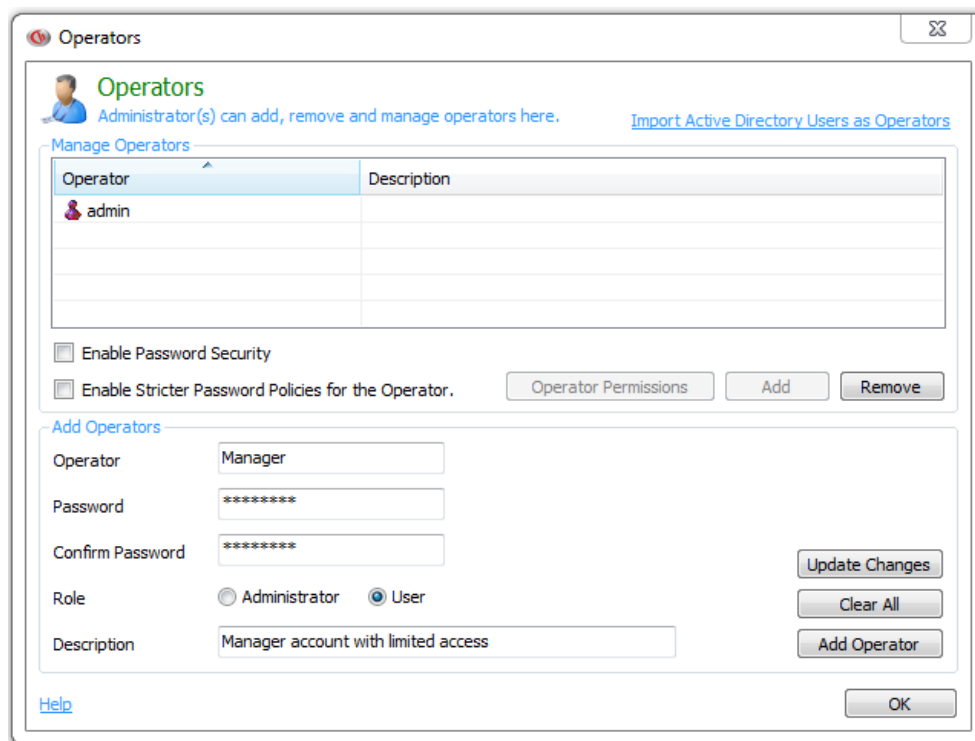 Operators
Operators
Administrator(s) can add, remove and manage operators here.
Import Active Directory Users as Operators
Manage Operators
Operator Description
admin
Enable Password Security
Enable Stricter Password Policies for the Operator.
Operator Permissions Add Remove
Add Operators
Operator Manager
Password ********
Confirm Password ********
Update Changes
Role Administrator User
Clear All
Description Manager account with limited access
Add Operator
Help
OK